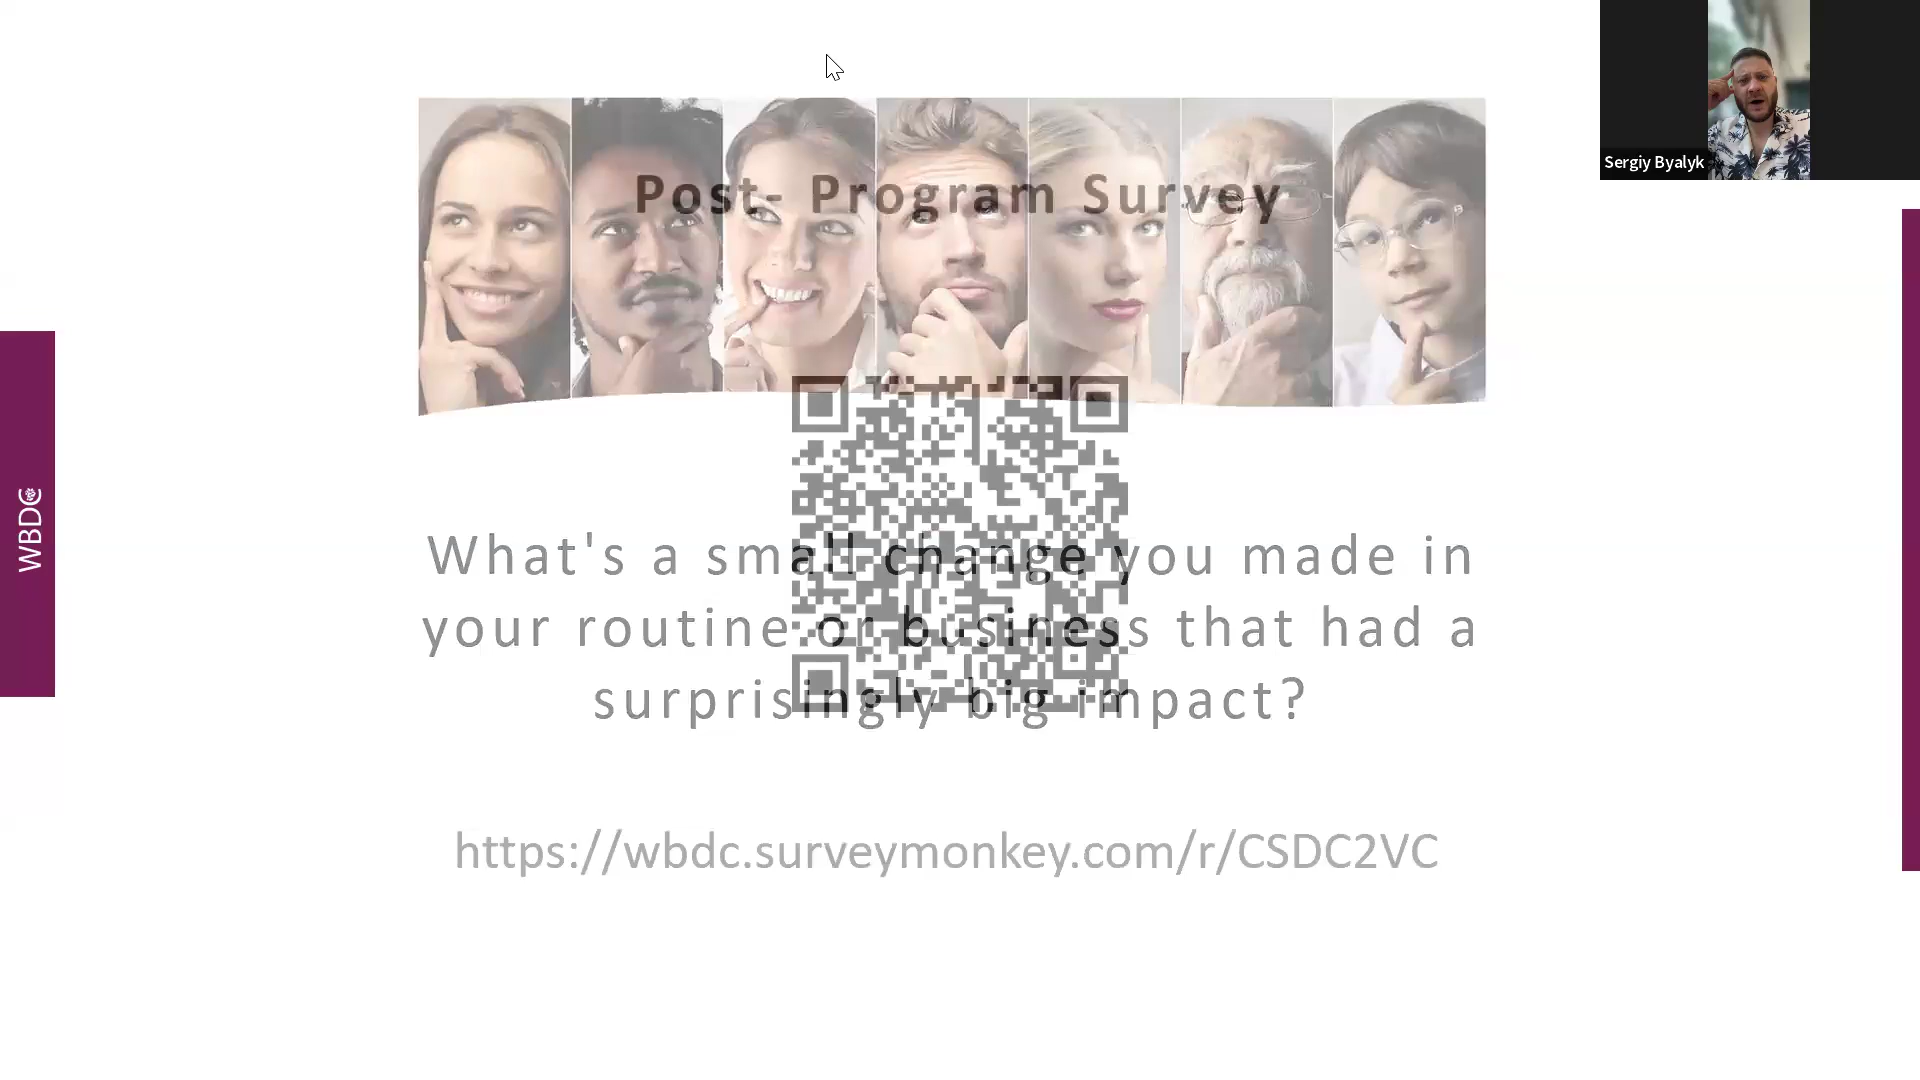 Sergiy Byalyk
Post- Program Survey
WBDC
What's a small change you made in
your routine or business that had a
surprisingly big impact?
https://wbdc.surveymonkey.com/r/CSDC2VC